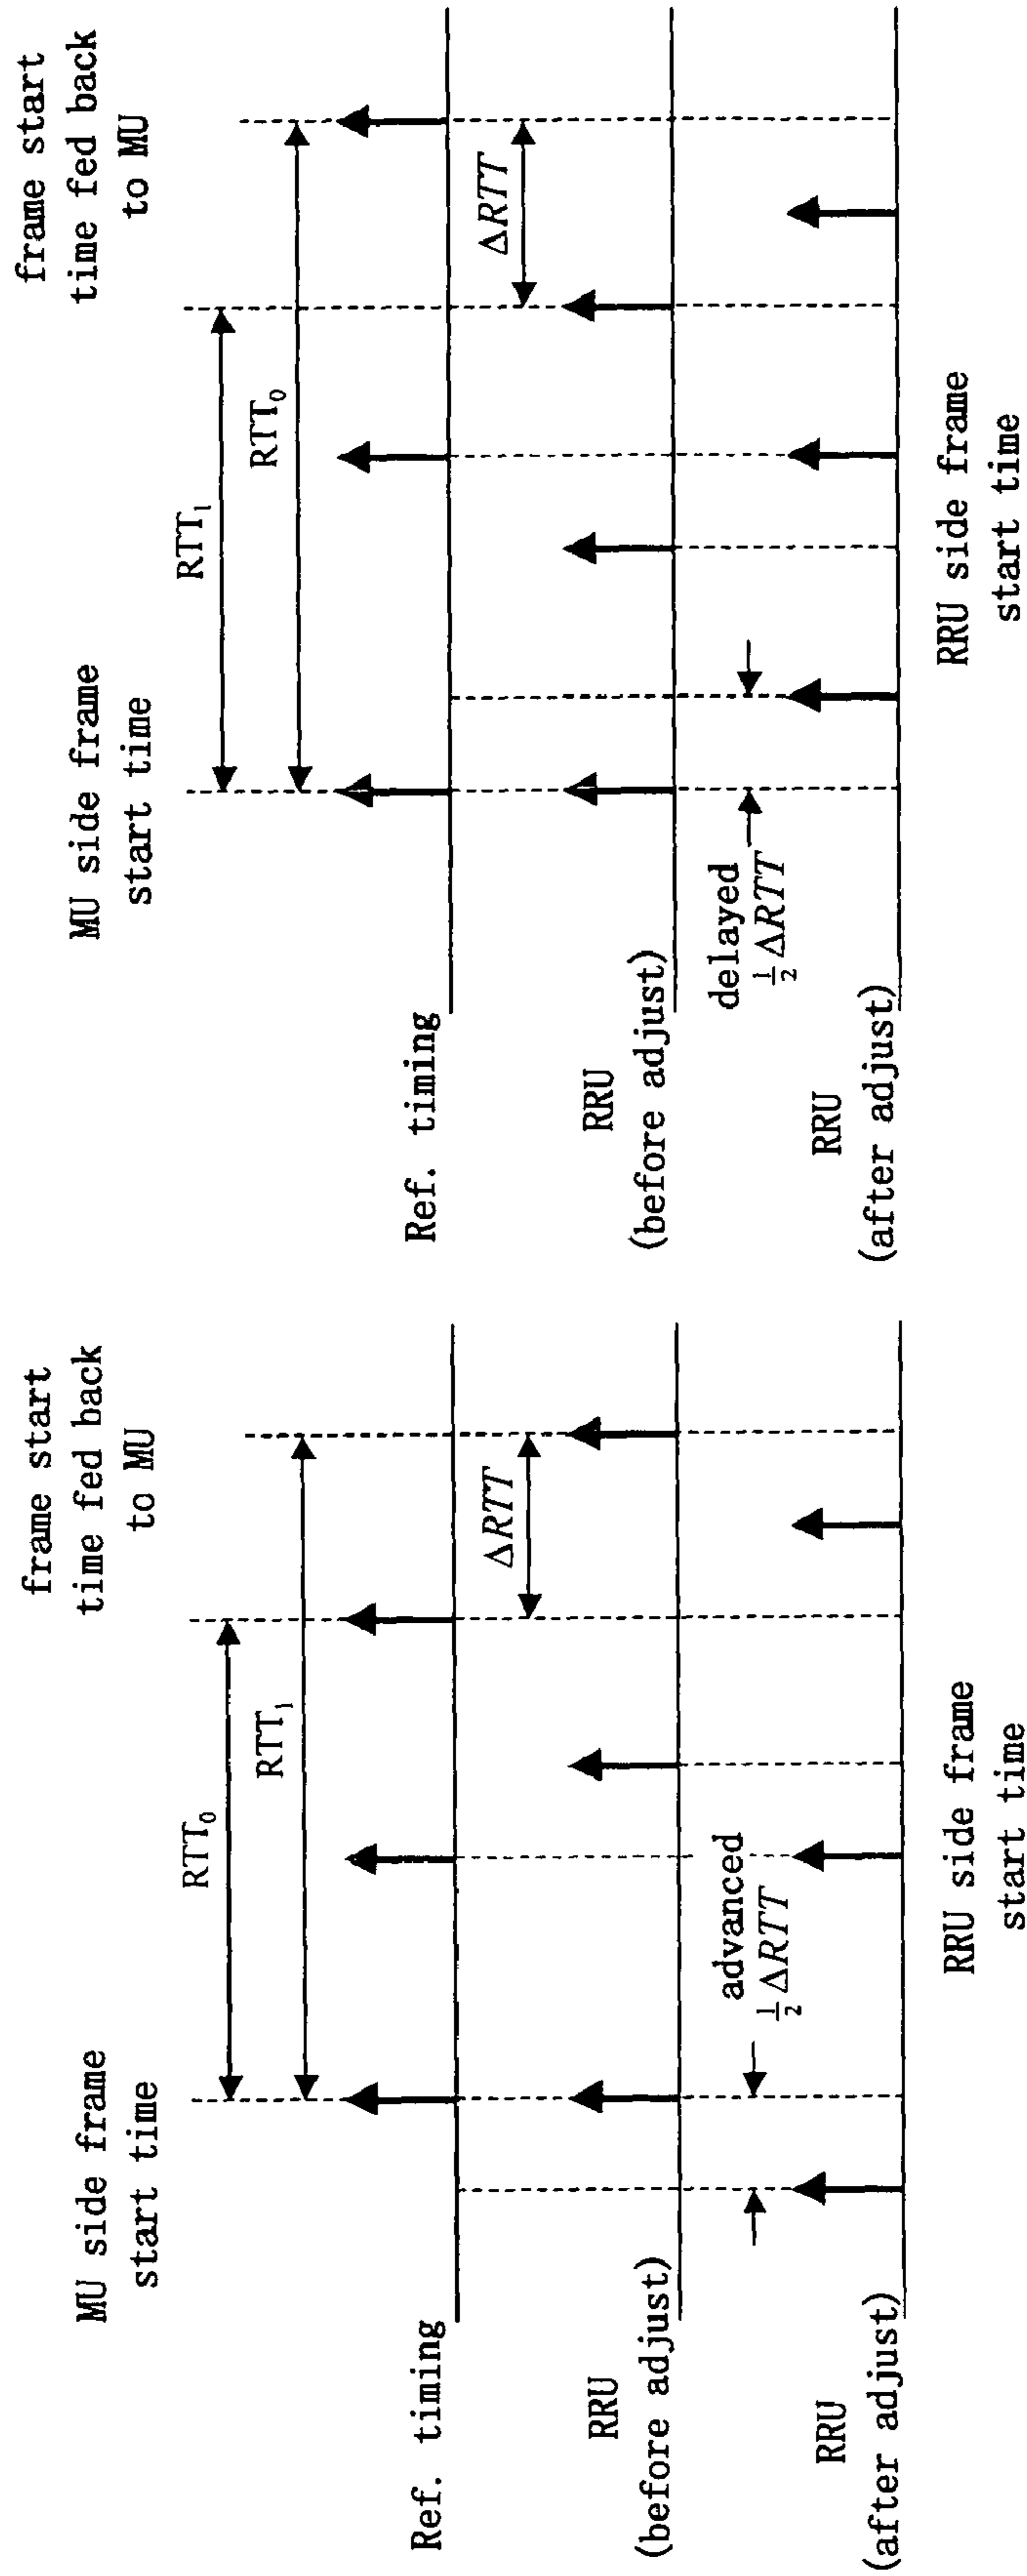 MU side frame
start time
frame start
time fed back
to MU
RTT₀
RTT₁
ΔRTT
Ref. timing
RRU
(before adjust)
advanced
½ΔRTT
RRU
(after adjust)
RRU side frame
start time
MU side frame
start time
frame start
time fed back
to MU
RTT₁
RTT₀
ΔRTT
Ref. timing
RRU
(before adjust)
delayed
½ΔRTT
RRU
(after adjust)
RRU side frame
start time